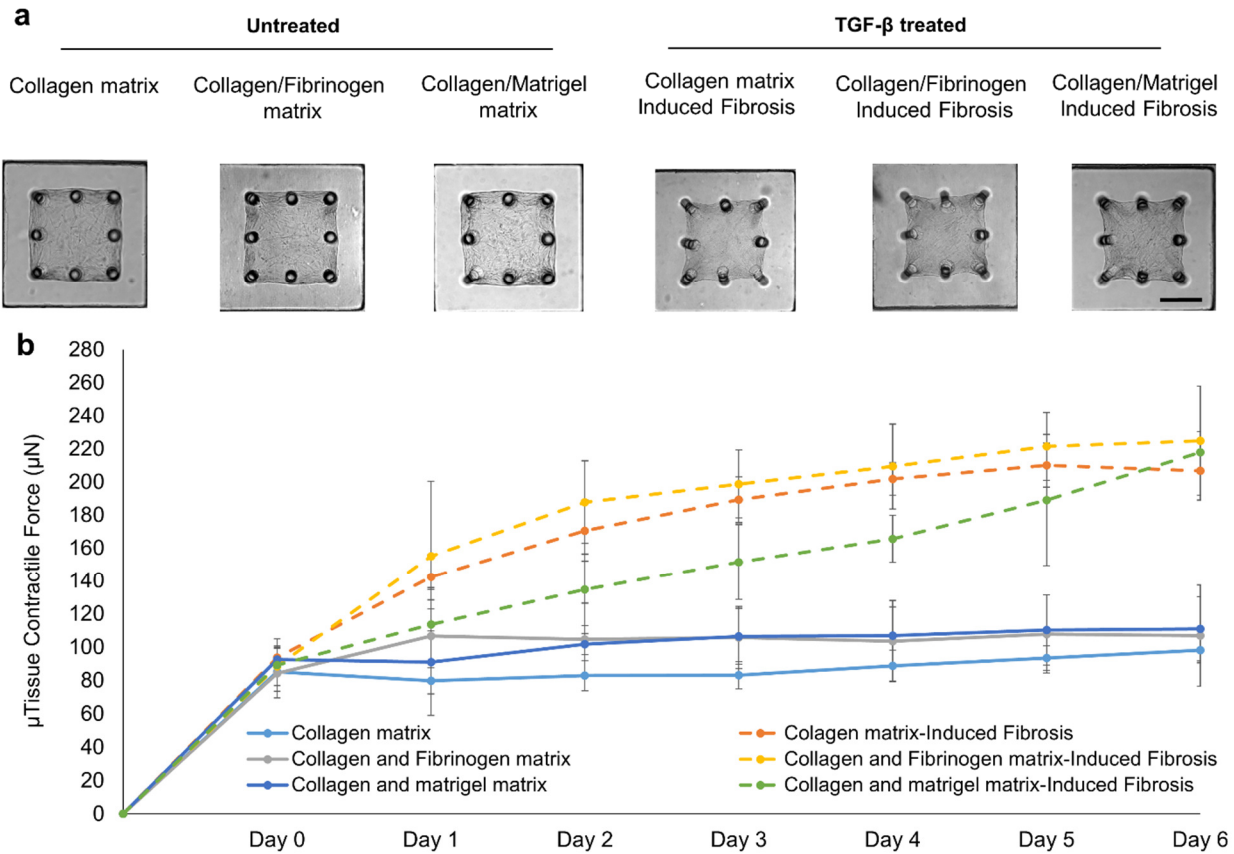 a
Untreated
TGF-β treated
Collagen matrix
Collagen/Fibrinogen
matrix
Collagen/Matrigel
matrix
Collagen matrix
Induced Fibrosis
Collagen/Fibrinogen
Induced Fibrosis
Collagen/Matrigel
Induced Fibrosis
b
µTissue Contractile Force (µN)
280
260
240
220
200
180
160
140
120
100
80
60
40
20
0
Collagen matrix
Collagen and Fibrinogen matrix
Collagen and matrigel matrix
Colagen matrix-Induced Fibrosis
Collagen and Fibrinogen matrix-Induced Fibrosis
Collagen and matrigel matrix-Induced Fibrosis
Day 0
Day 1
Day 2
Day 3
Day 4
Day 5
Day 6